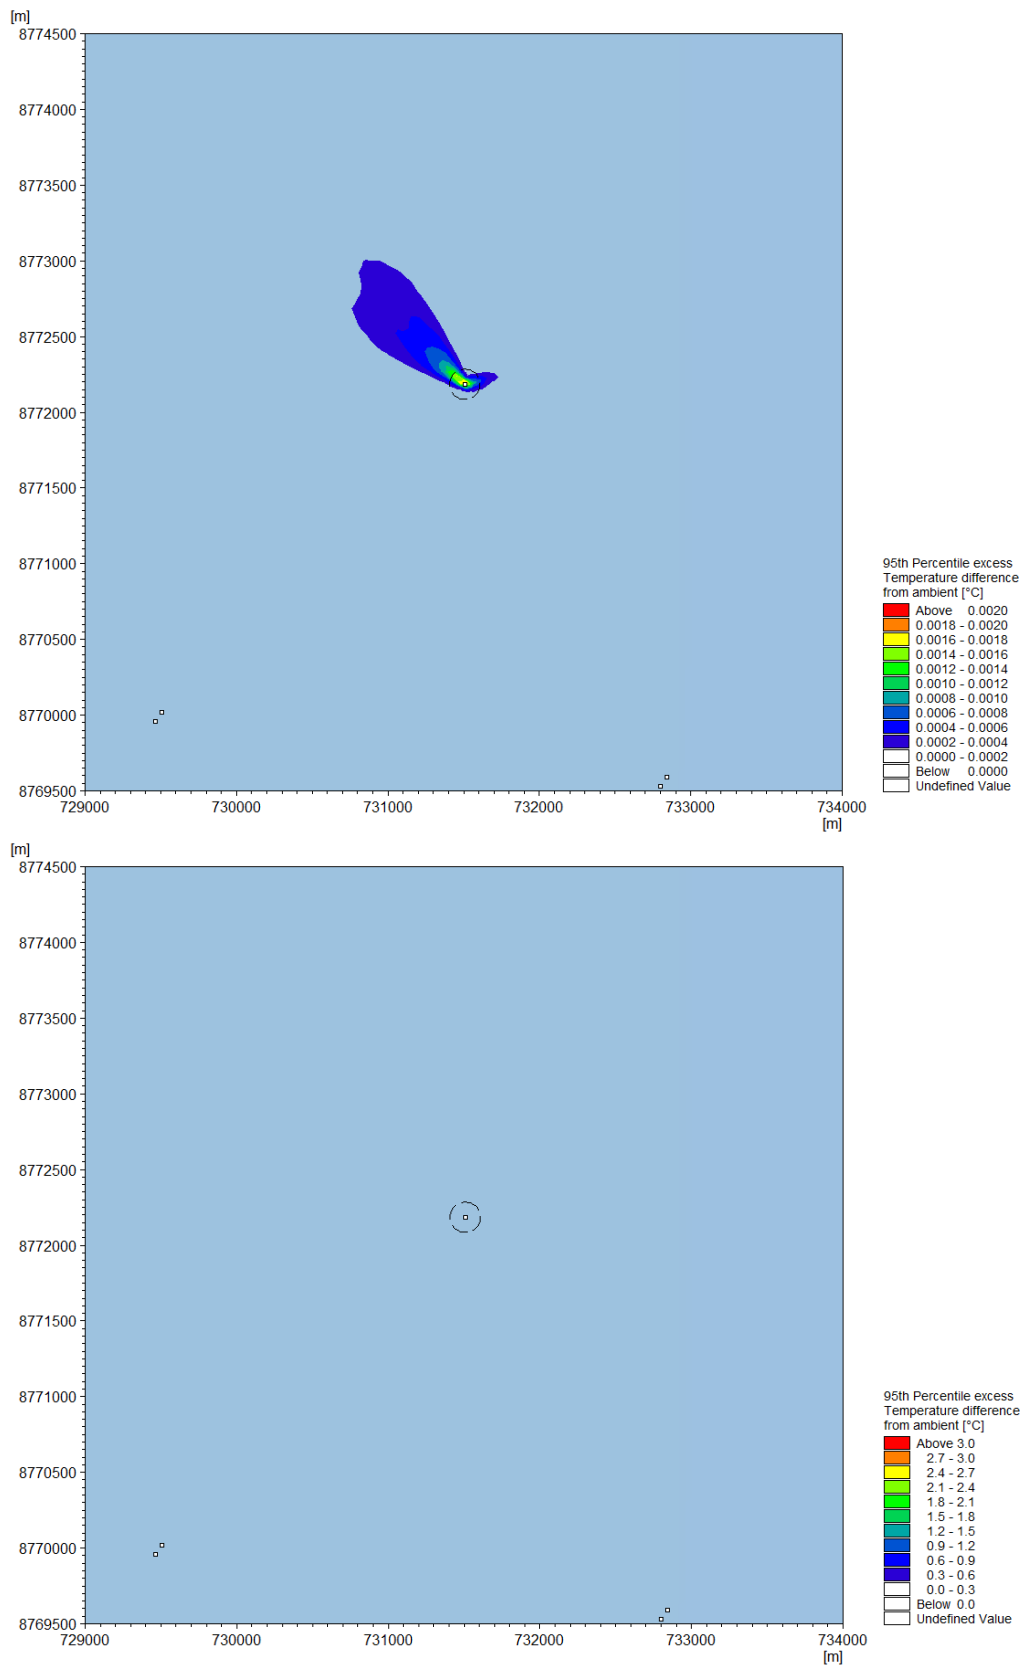 [m]
8774500
8774000
8773500
8773000
8772500
8772000
8771500
8771000
8770500
8770000
8769500
729000 730000 731000 732000 733000 734000
[m]
95th Percentile excess
Temperature difference
from ambient [°C]
Above 0.0020
0.0018 - 0.0020
0.0016 - 0.0018
0.0014 - 0.0016
0.0012 - 0.0014
0.0010 - 0.0012
0.0008 - 0.0010
0.0006 - 0.0008
0.0004 - 0.0006
0.0002 - 0.0004
0.0000 - 0.0002
Below 0.0000
Undefined Value
[m]
8774500
8774000
8773500
8773000
8772500
8772000
8771500
8771000
8770500
8770000
8769500
729000 730000 731000 732000 733000 734000
[m]
95th Percentile excess
Temperature difference
from ambient [°C]
Above 3.0
2.7 - 3.0
2.4 - 2.7
2.1 - 2.4
1.8 - 2.1
1.5 - 1.8
1.2 - 1.5
0.9 - 1.2
0.6 - 0.9
0.3 - 0.6
0.0 - 0.3
Below 0.0
Undefined Value